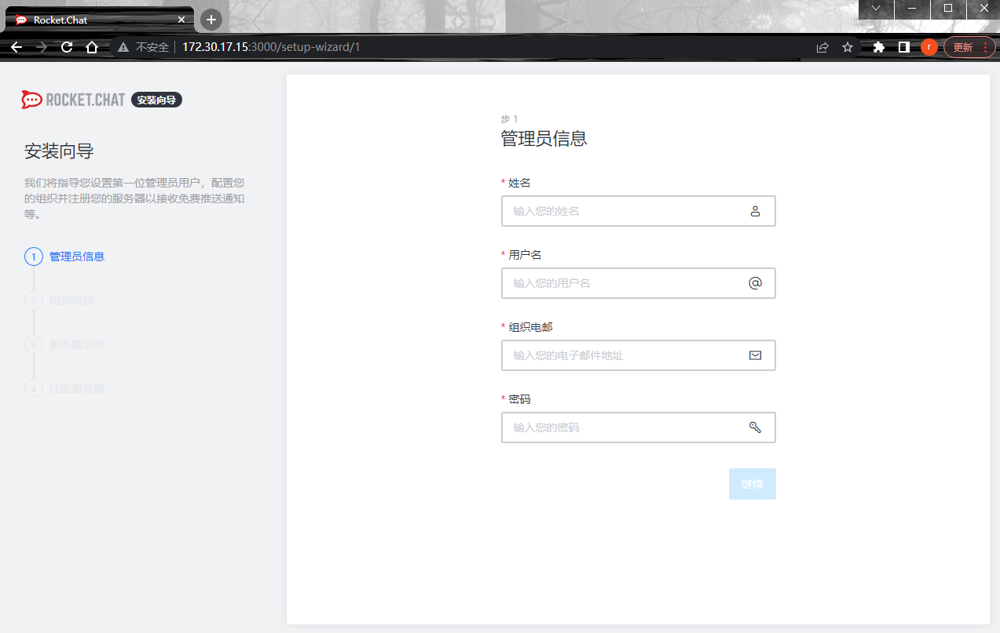 Rocket.Chat
不安全 172.30.17.15:3000/setup-wizard/1
r
更新
ROCKET.CHAT 安装向导
安装向导
我们将指导您设置第一位管理员用户，配置您
的组织并注册您的服务器以接收免费推送通知
等。
1 管理员信息
2 组织信息
3 服务器信息
4 注册服务器
步 1
管理员信息
* 姓名
输入您的姓名
* 用户名
输入您的用户名
@
* 组织电邮
输入您的电子邮件地址
* 密码
输入您的密码
继续